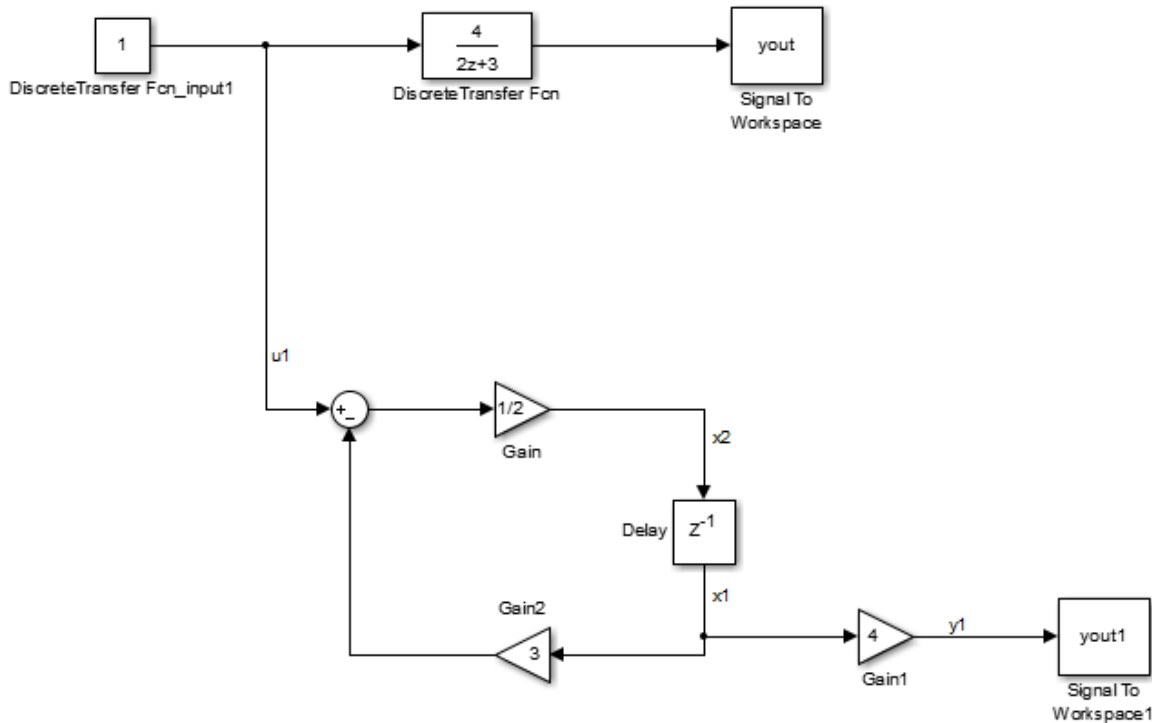 1
DiscreteTransfer Fcn_input1
4
2z+3
DiscreteTransfer Fcn
yout
Signal To
Workspace
u1
+_
1/2
Gain
x2
Delay
Z-1
x1
Gain2
3
4
Gain1
y1
yout1
Signal To
Workspace1